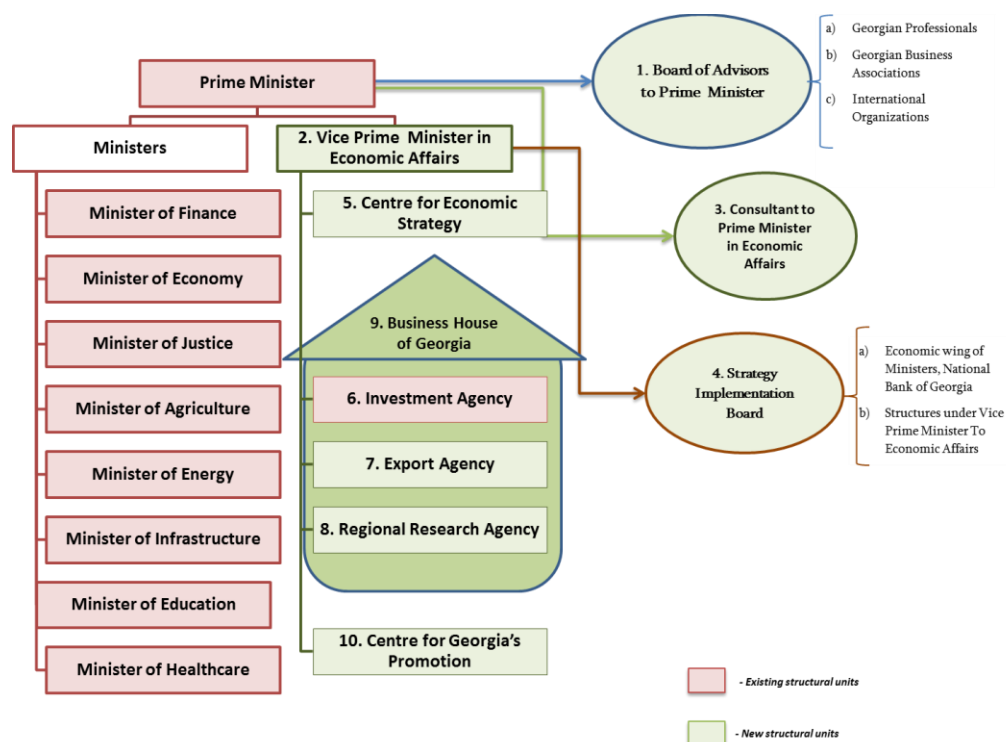 Prime Minister
1. Board of Advisors
to Prime Minister
a) Georgian Professionals
b) Georgian Business
Associations
c) International
Organizations
Ministers
2. Vice Prime Minister in
Economic Affairs
Minister of Finance
Minister of Economy
Minister of Justice
Minister of Agriculture
Minister of Energy
Minister of Infrastructure
Minister of Education
Minister of Healthcare
5. Centre for Economic
Strategy
9. Business House
of Georgia
6. Investment Agency
7. Export Agency
8. Regional Research Agency
10. Centre for Georgia's
Promotion
3. Consultant to
Prime Minister
in Economic
Affairs
4. Strategy
Implementation
Board
a) Economic wing of
Ministers, National
Bank of Georgia
b) Structures under Vice
Prime Minister To
Economic Affairs
- Existing structural units
- New structural units